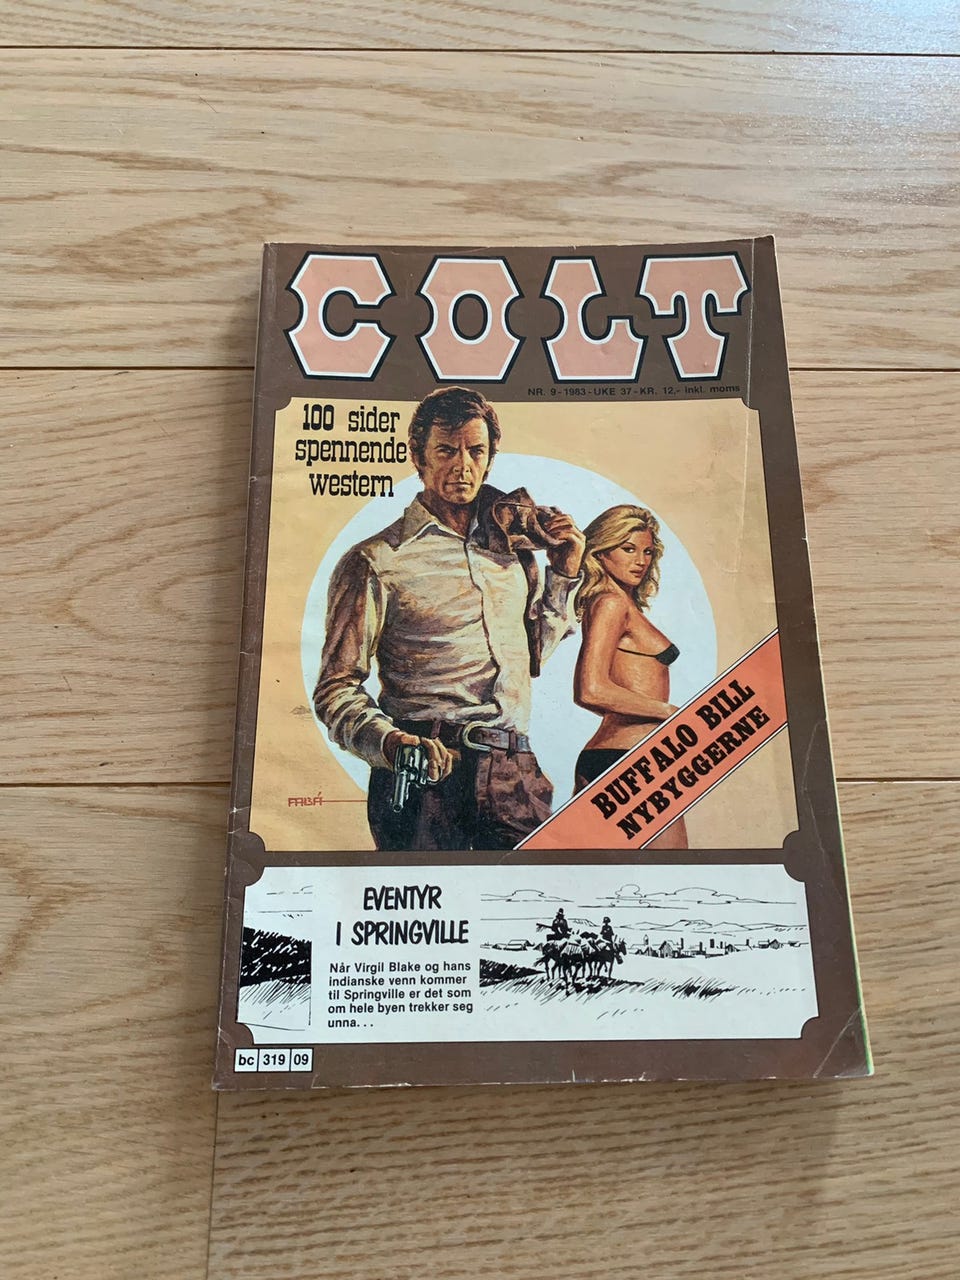 COLT
NR. 9 - 1983 - UKE 37 - KR. 12,- inkl. moms
100 sider
spennende
western
BUFFALO BILL
NYBYGGERNE
FABÁ
EVENTYR
I SPRINGVILLE
Når Virgil Blake og hans
indianske venn kommer
til Springville er det som
om hele byen trekker seg
unna...
bc 319 09